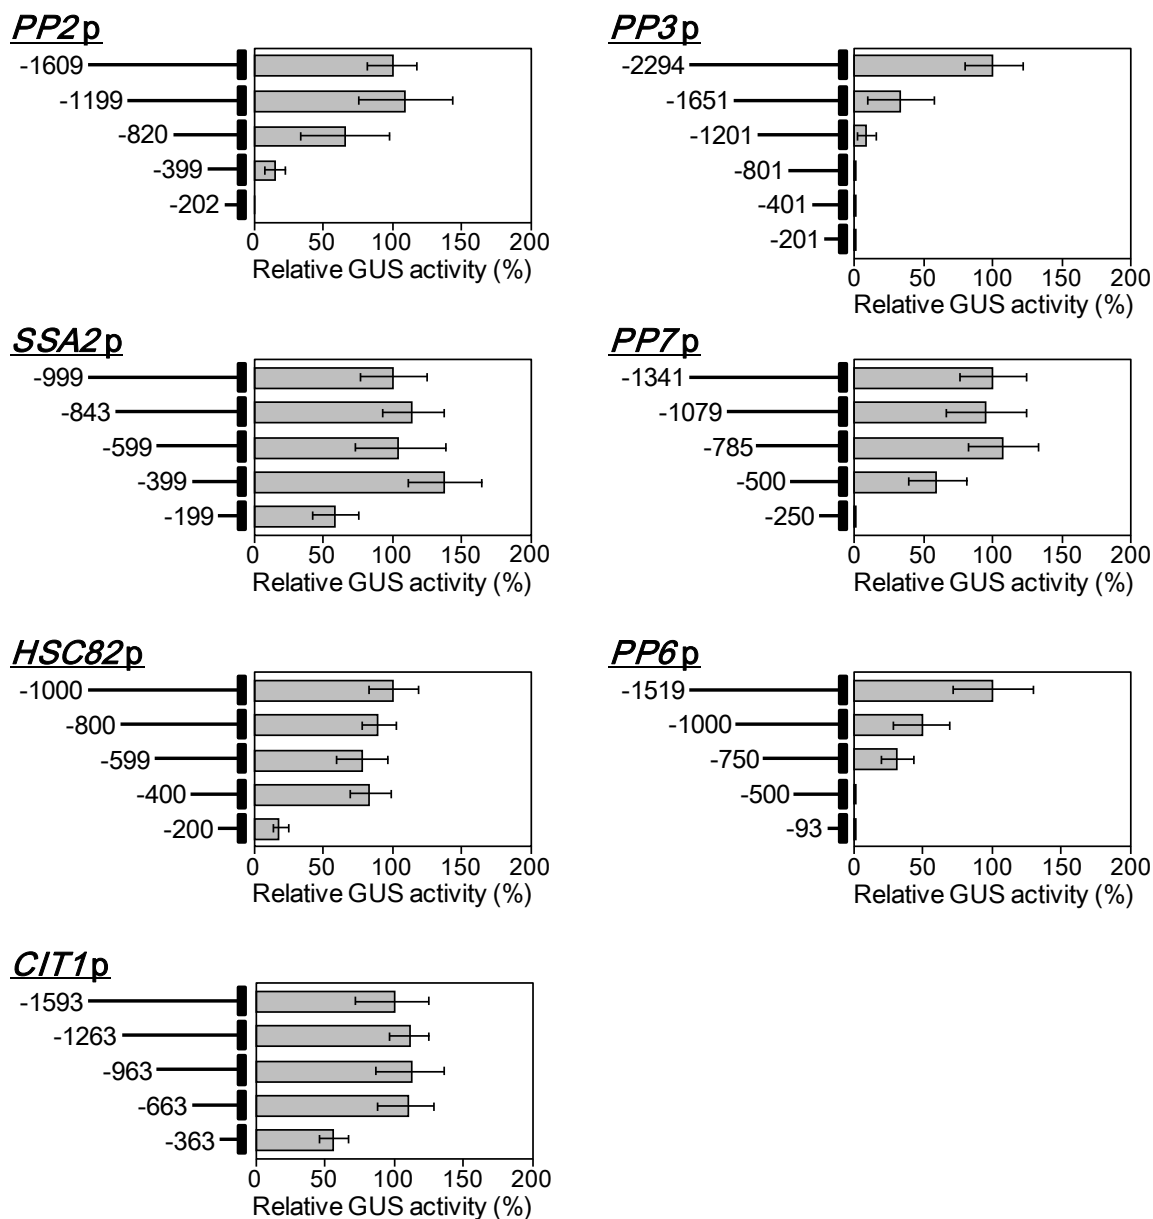 PP2p
-1609
-1199
-820
-399
-202
0 50 100 150 200
Relative GUS activity (%)
PP3p
-2294
-1651
-1201
-801
-401
-201
0 50 100 150 200
Relative GUS activity (%)
SSA2p
-999
-843
-599
-399
-199
0 50 100 150 200
Relative GUS activity (%)
PP7p
-1341
-1079
-785
-500
-250
0 50 100 150 200
Relative GUS activity (%)
HSC82p
-1000
-800
-599
-400
-200
0 50 100 150 200
Relative GUS activity (%)
PP6p
-1519
-1000
-750
-500
-93
0 50 100 150 200
Relative GUS activity (%)
CIT1p
-1593
-1263
-963
-663
-363
0 50 100 150 200
Relative GUS activity (%)